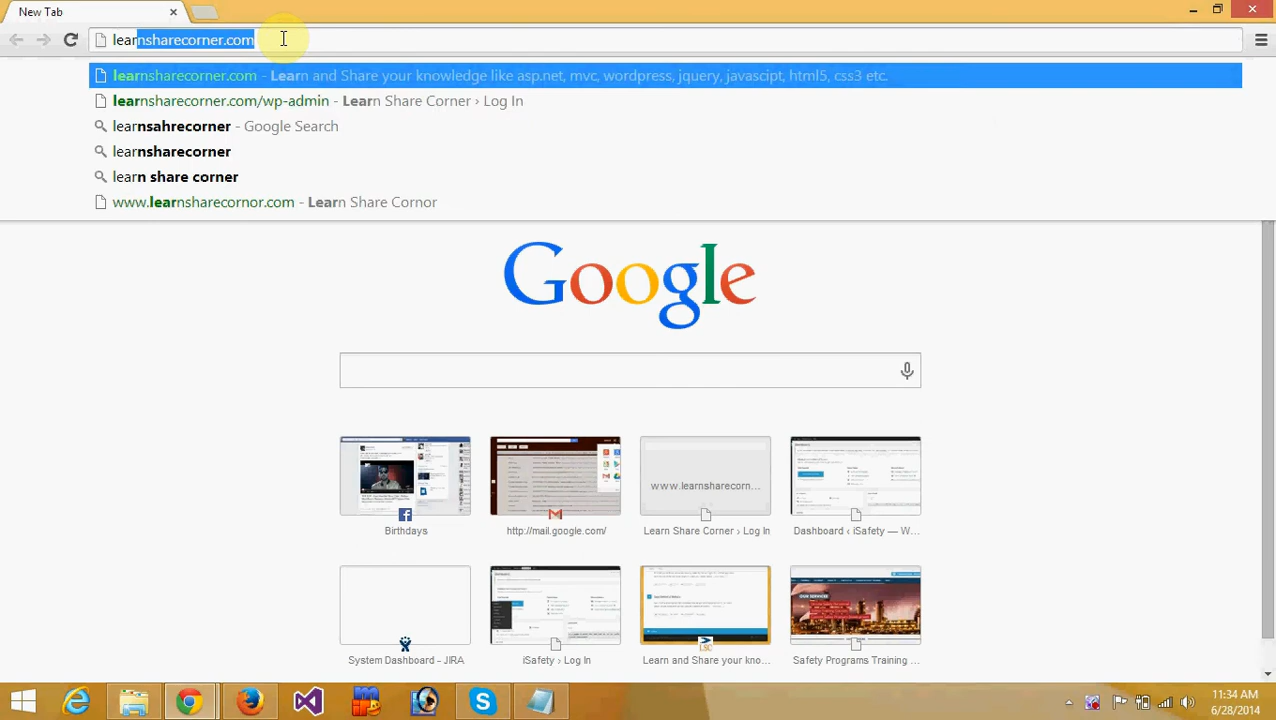 New Tab
learnsharecorner.com
learnsharecorner.com - Learn and Share your knowledge like asp.net, mvc, wordpress, jquery, javascipt, html5, css3 etc.
learnsharecorner.com/wp-admin - Learn Share Corner › Log In
learnsahrecorner - Google Search
learnsharecorner
learn share corner
www.learnsharecornor.com - Learn Share Cornor
Google
www.learnsharecorn...
Birthdays
http://mail.google.com/
Learn Share Corner › Log In
Dashboard ‹ iSafety — W...
OUR SERVICES
LSC
System Dashboard - JIRA
iSafety › Log In
Learn and Share your kno...
Safety Programs Training ...
11:34 AM
6/28/2014